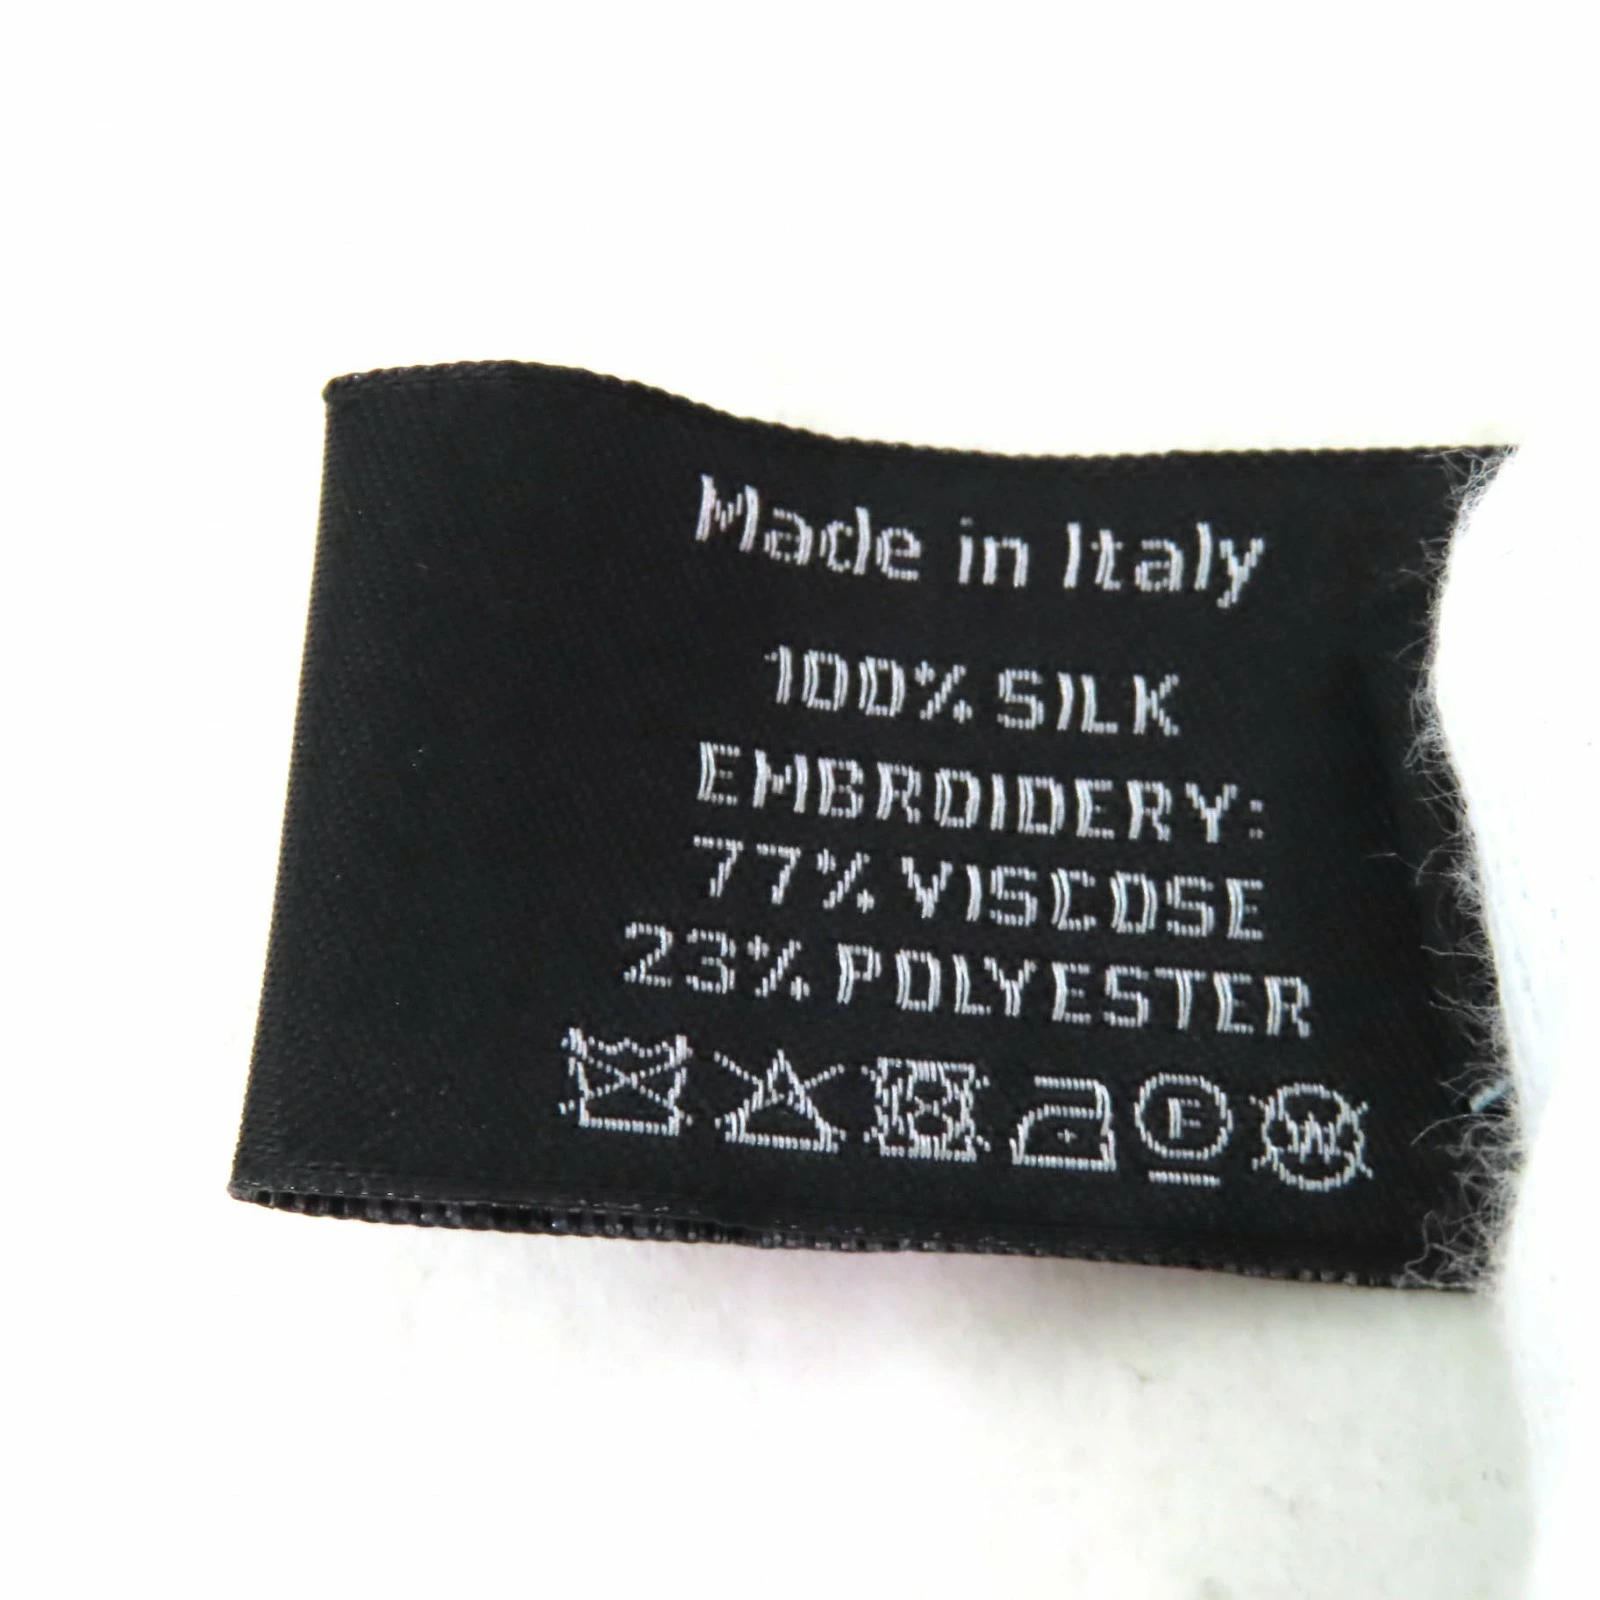 Made in Italy
100% SILK
EMBROIDERY:
77% VISCOSE
23% POLYESTER
F W